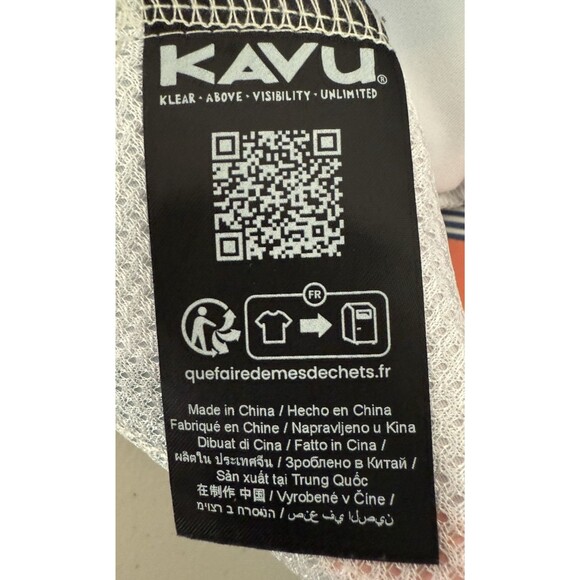 KAVU®
KLEAR · ABOVE · VISIBILITY · UNLIMITED
FR
quefairedemesdechets.fr
Made in China / Hecho en China
Fabriqué en Chine / Napravljeno u Kina
Dibuat di Cina / Fatto in Cina /
ผลิตใน ประเทศจีน / Зроблено в Китай /
Sản xuất tại Trung Quốc
在制作 中国 / Vyrobené v Číne /
صنع في الصين /